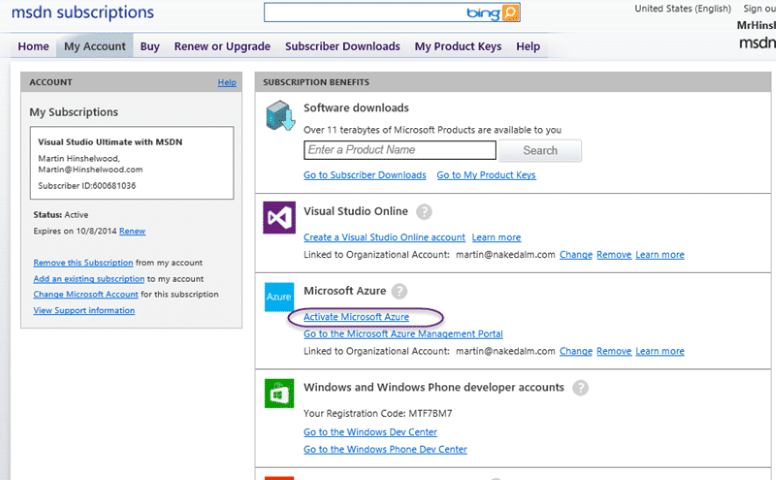 msdn subscriptions
bing
United States (English) Sign ou
MrHinsh
msdn
Home My Account Buy Renew or Upgrade Subscriber Downloads My Product Keys Help
ACCOUNT Help
My Subscriptions
Visual Studio Ultimate with MSDN
Martin Hinshelwood,
Martin@Hinshelwood.com
Subscriber ID:600681036
Status: Active
Expires on 10/8/2014 Renew
Remove this Subscription from my account
Add an existing subscription to my account
Change Microsoft Account for this subscription
View Support information
SUBSCRIPTION BENEFITS
Software downloads
Over 11 terabytes of Microsoft Products are available to you
Enter a Product Name Search
Go to Subscriber Downloads Go to My Product Keys
Visual Studio Online ?
Create a Visual Studio Online account Learn more
Linked to Organizational Account: martin@nakedalm.com Change Remove Learn more
Azure
Microsoft Azure ?
Activate Microsoft Azure
Go to the Microsoft Azure Management Portal
Linked to Organizational Account: martin@nakedalm.com Change Remove Learn more
Windows and Windows Phone developer accounts ?
Your Registration Code: MTF7BM7
Go to the Windows Dev Center
Go to the Windows Phone Dev Center